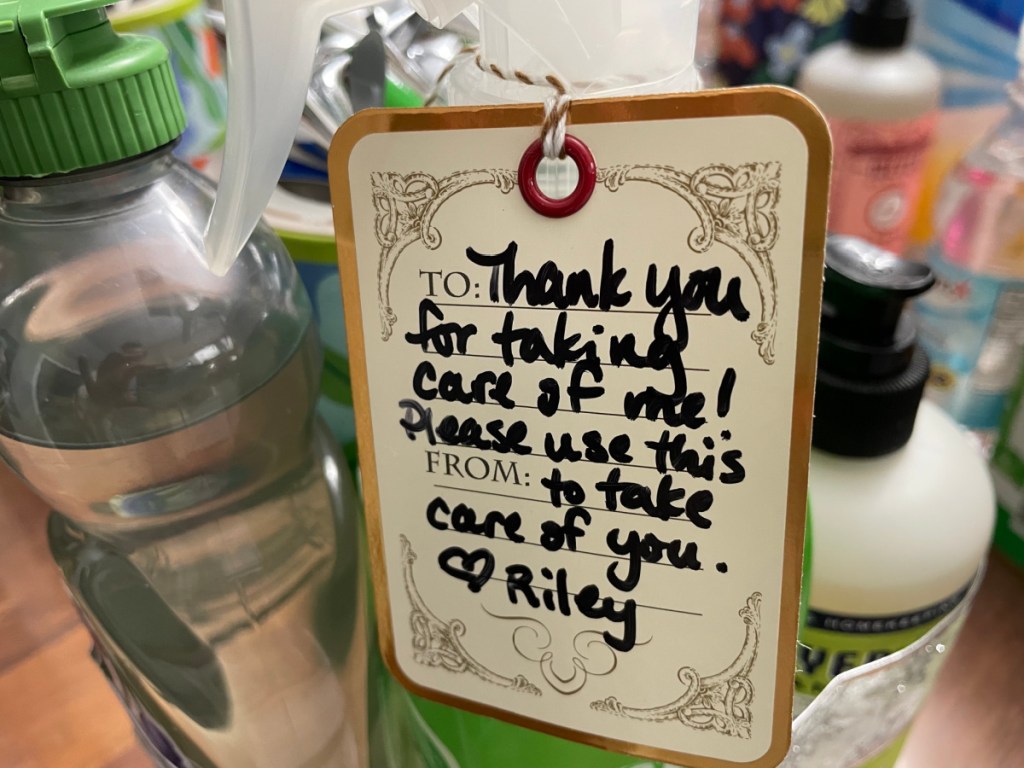 TO: Thank you
for taking
care of me!
Please use this
FROM: to take
care of you.
♡ Riley